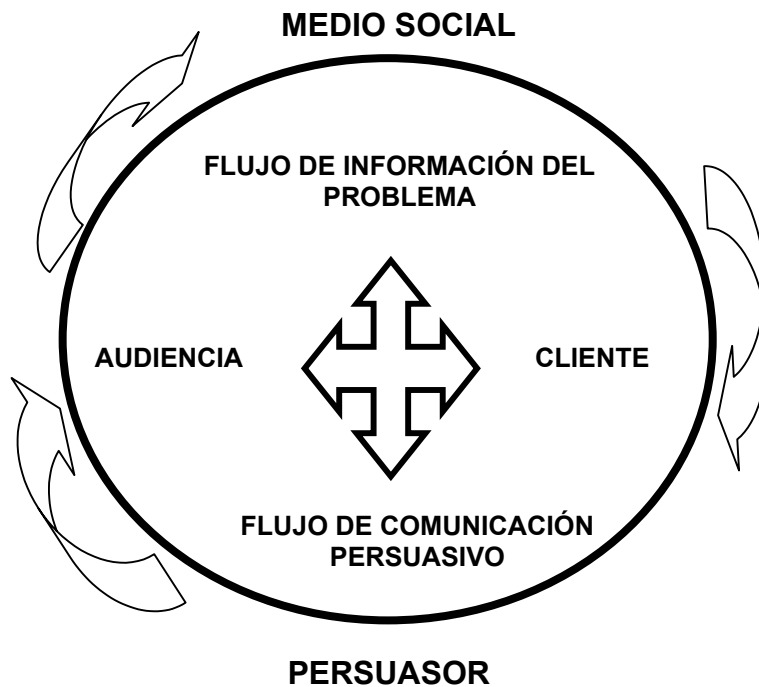 MEDIO SOCIAL
FLUJO DE INFORMACIÓN DEL
PROBLEMA
AUDIENCIA
CLIENTE
FLUJO DE COMUNICACIÓN
PERSUASIVO
PERSUASOR